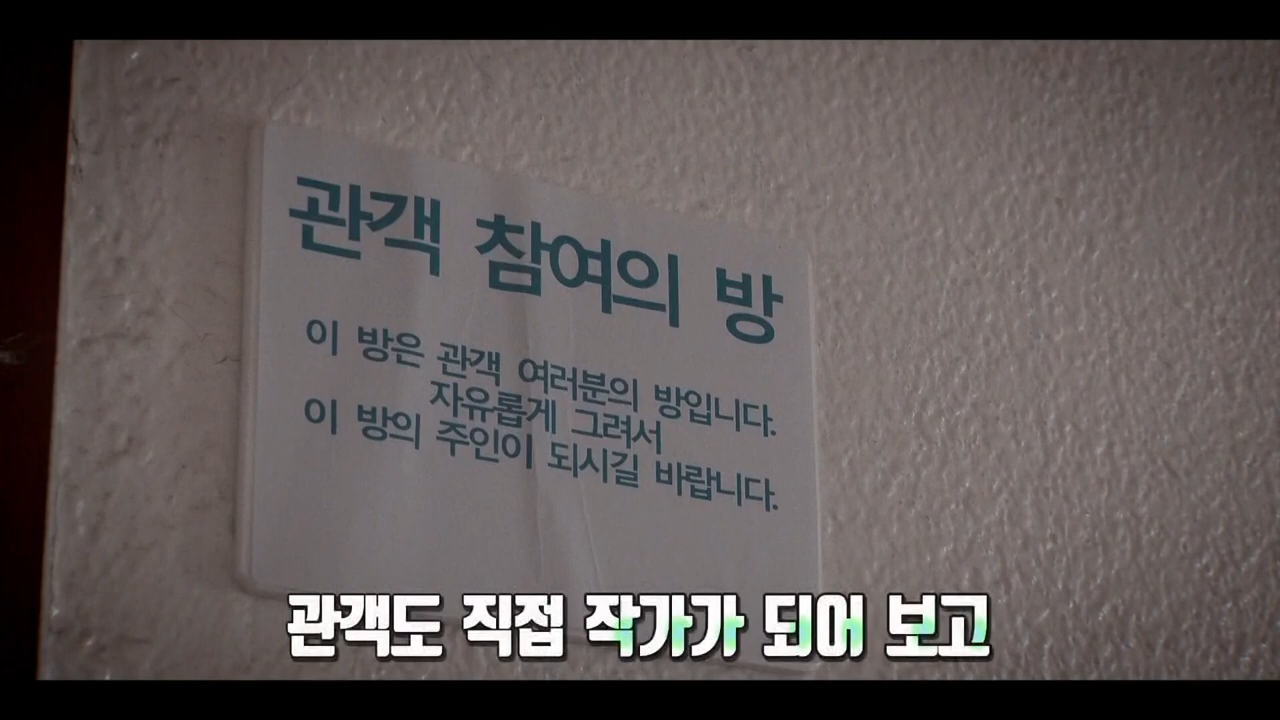 관객 참여의 방
이 방은 관객 여러분의 방입니다.
자유롭게 그려서
이 방의 주인이 되시길 바랍니다.
관객도 직접 작가가 되어 보고